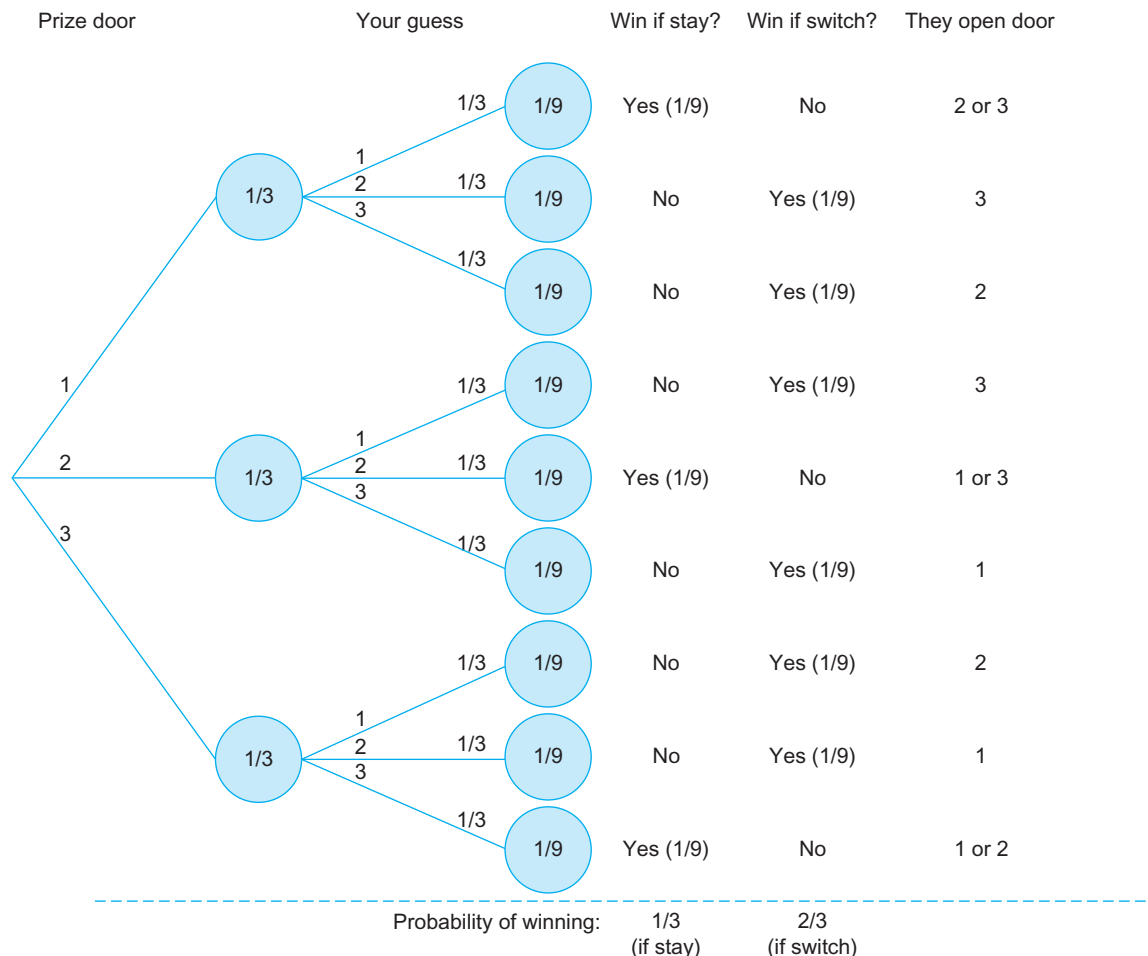 Prize door Your guess Win if stay? Win if switch? They open door
1/3 1/9 Yes (1/9) No 2 or 3
1
1/3 2 1/3 1/9 No Yes (1/9) 3
3
1/3 1/9 No Yes (1/9) 2
1 1/3 1/9 No Yes (1/9) 3
1
2 1/3 2 1/3 1/9 Yes (1/9) No 1 or 3
3
3 1/3 1/9 No Yes (1/9) 1
1/3 1/9 No Yes (1/9) 2
1
1/3 2 1/3 1/9 No Yes (1/9) 1
3
1/3 1/9 Yes (1/9) No 1 or 2
Probability of winning: 1/3 2/3
(if stay) (if switch)